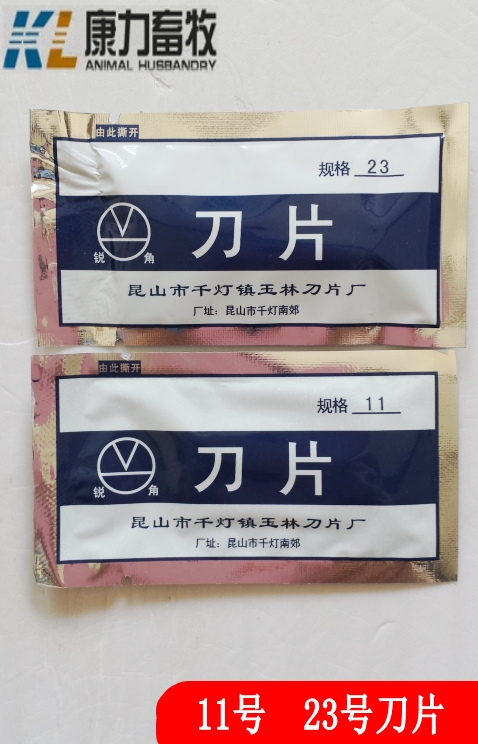 KL 康力畜牧
ANIMAL HUSBANDRY
由此撕开
规格 23
刀片
锐角
昆山市千灯镇玉林刀片厂
厂址：昆山市千灯南郊
由此撕开
规格 11
刀片
锐角
昆山市千灯镇玉林刀片厂
厂址：昆山市千灯南郊
11号 23号刀片